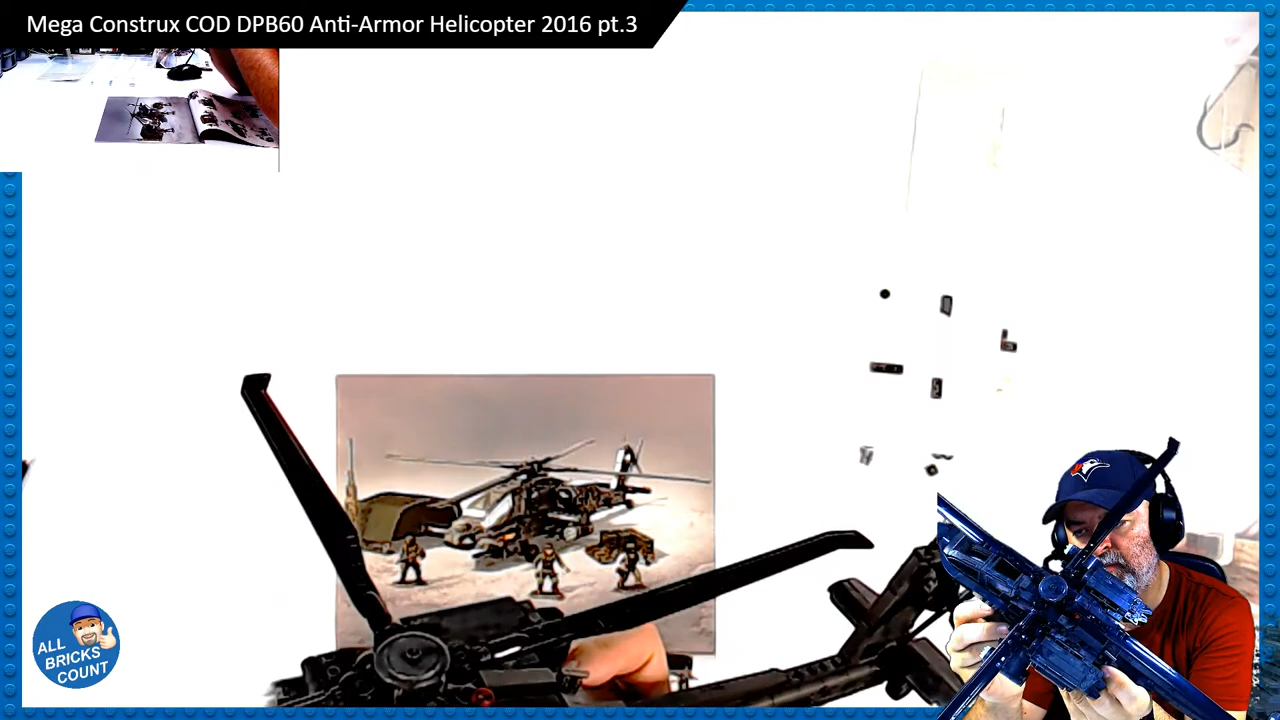 Mega Construx COD DPB60 Anti-Armor Helicopter 2016 pt.3
ALL
BRICKS
COUNT